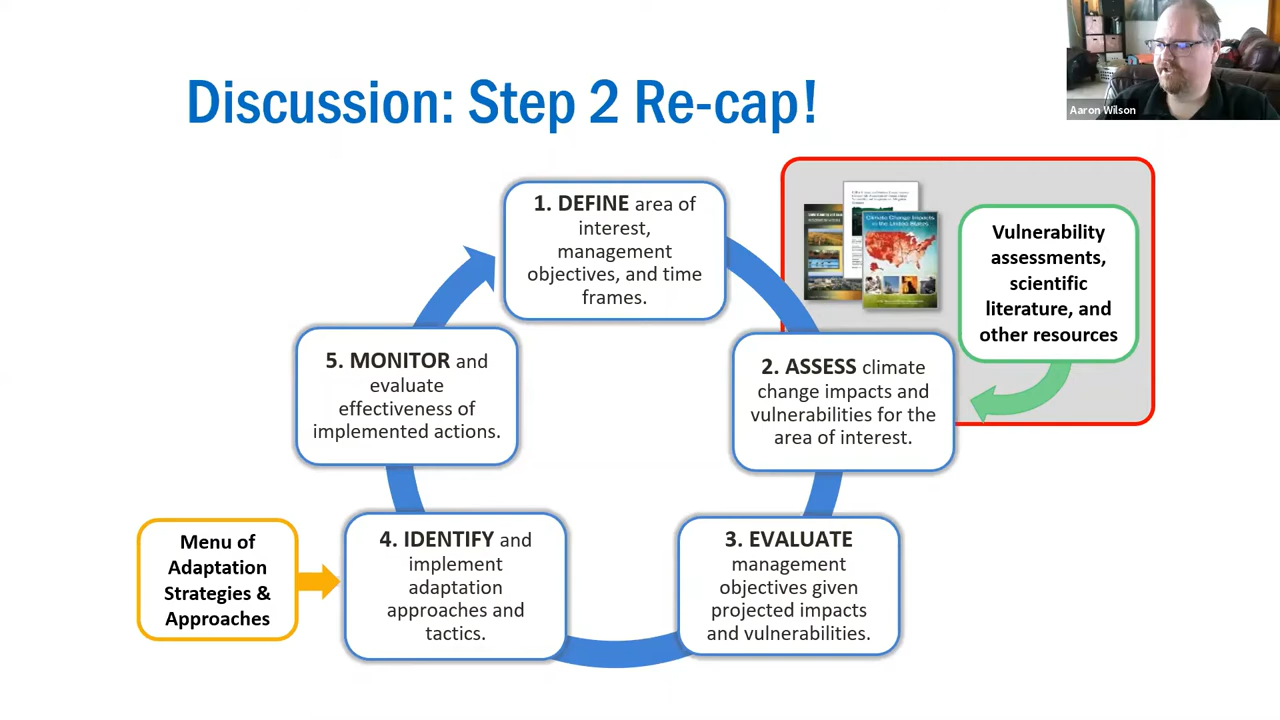 Discussion: Step 2 Re-cap!
Aaron Wilson
1. DEFINE area of
interest,
management
objectives, and time
frames.
Climate Change Impacts
in the United States
Vulnerability
assessments,
scientific
literature, and
other resources
2. ASSESS climate
change impacts and
vulnerabilities for the
area of interest.
3. EVALUATE
management
objectives given
projected impacts
and vulnerabilities.
4. IDENTIFY and
implement
adaptation
approaches and
tactics.
Menu of
Adaptation
Strategies &
Approaches
5. MONITOR and
evaluate
effectiveness of
implemented actions.